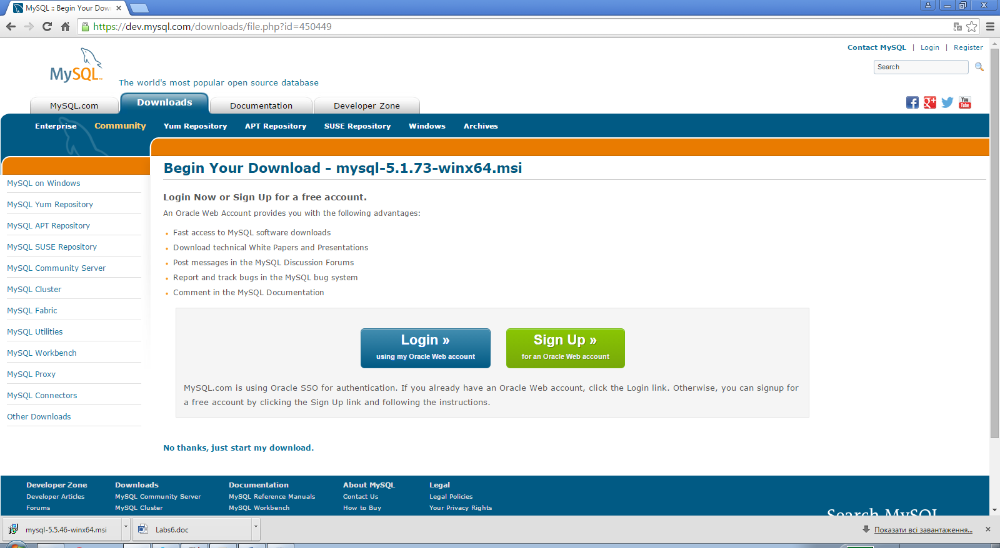 MySQL :: Begin Your Dow
https://dev.mysql.com/downloads/file.php?id=450449
Contact MySQL | Login | Register
MySQL™
The world's most popular open source database
Search
MySQL.com
Downloads
Documentation
Developer Zone
You Tube
Enterprise
Community
Yum Repository
APT Repository
SUSE Repository
Windows
Archives
Begin Your Download - mysql-5.1.73-winx64.msi
MySQL on Windows
MySQL Yum Repository
MySQL APT Repository
MySQL SUSE Repository
MySQL Community Server
MySQL Cluster
MySQL Fabric
MySQL Utilities
MySQL Workbench
MySQL Proxy
MySQL Connectors
Other Downloads
Login Now or Sign Up for a free account.
An Oracle Web Account provides you with the following advantages:
Fast access to MySQL software downloads
Download technical White Papers and Presentations
Post messages in the MySQL Discussion Forums
Report and track bugs in the MySQL bug system
Comment in the MySQL Documentation
Login »
using my Oracle Web account
Sign Up »
for an Oracle Web account
MySQL.com is using Oracle SSO for authentication. If you already have an Oracle Web account, click the Login link. Otherwise, you can signup for
a free account by clicking the Sign Up link and following the instructions.
No thanks, just start my download.
Developer Zone
Developer Articles
Forums
Downloads
MySQL Community Server
MySQL Cluster
Documentation
MySQL Reference Manuals
MySQL Workbench
About MySQL
Contact Us
How to Buy
Legal
Legal Policies
Your Privacy Rights
Search MySQL
mysql-5.5.46-winx64.msi
Labs6.doc
Показати всі завантаження...